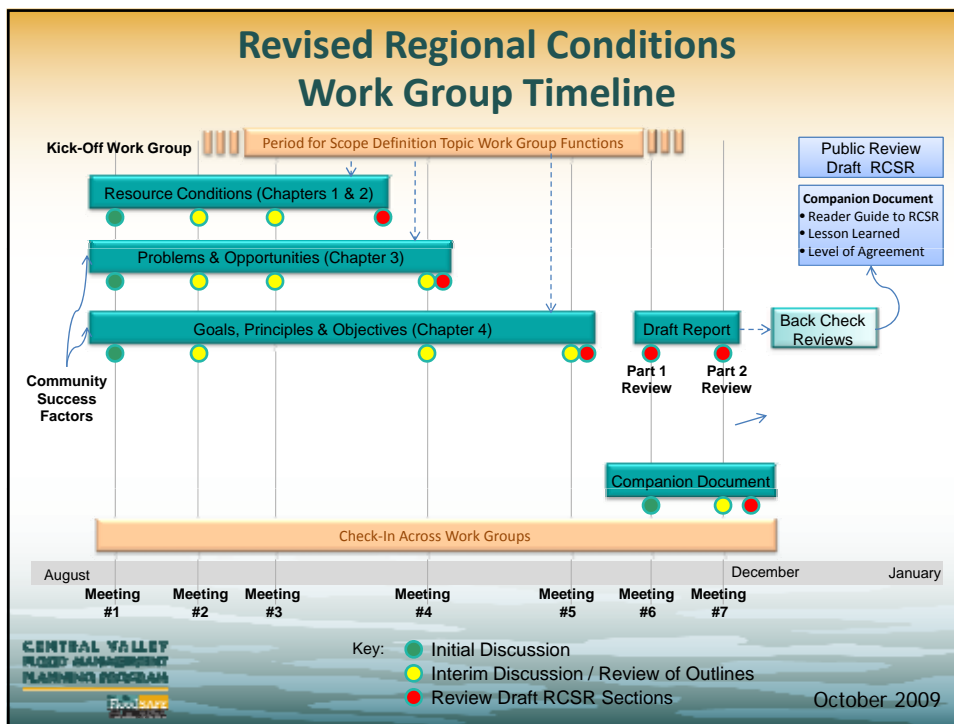 Revised Regional Conditions
Work Group Timeline
Kick-Off Work Group
Period for Scope Definition Topic Work Group Functions
Public Review
Draft RCSR
Resource Conditions (Chapters 1 & 2)
Companion Document
• Reader Guide to RCSR
• Lesson Learned
• Level of Agreement
Problems & Opportunities (Chapter 3)
Goals, Principles & Objectives (Chapter 4)
Draft Report
Back Check
Reviews
Part 1
Review
Part 2
Review
Community
Success
Factors
Companion Document
Check-In Across Work Groups
August
December
January
Meeting
#1
Meeting
#2
Meeting
#3
Meeting
#4
Meeting
#5
Meeting
#6
Meeting
#7
CENTRAL VALLEY
FLOOD MANAGEMENT
PLANNING PROGRAM
FloodSAFE
Key:
Initial Discussion
Interim Discussion / Review of Outlines
Review Draft RCSR Sections
October 2009